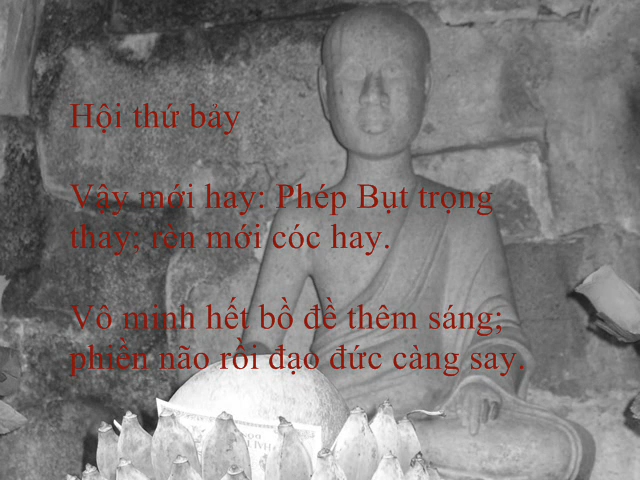 Hội thứ bảy
Vậy mới hay: Phép Bụt trọng
thay; rèn mới cóc hay.
Vô minh hết bồ đề thêm sáng;
phiền não rồi đạo đức càng say.